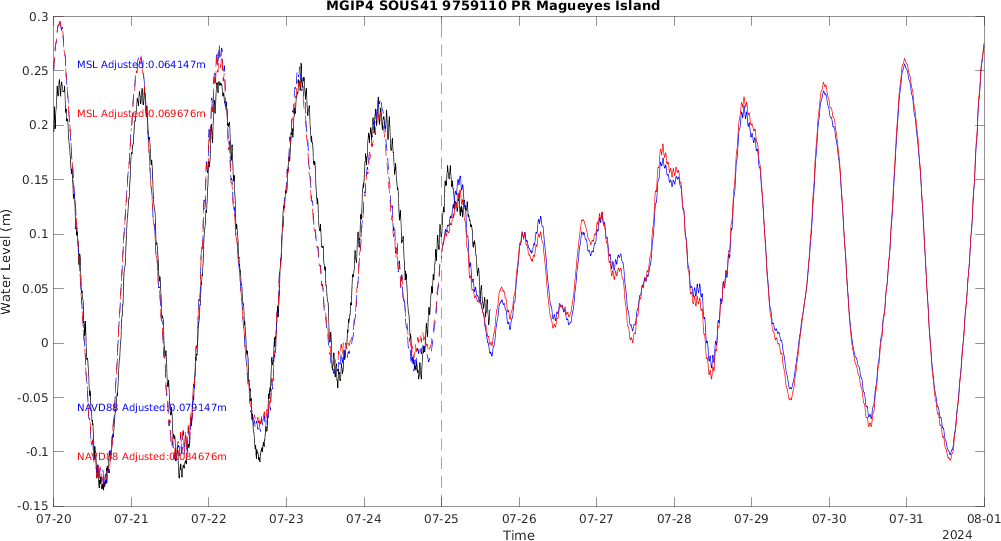 MGIP4 SOUS41 9759110 PR Magueyes Island
0.3
0.25
0.2
0.15
0.1
0.05
0
-0.05
-0.1
-0.15
Water Level (m)
MSL Adjusted:0.064147m
MSL Adjusted:0.069676m
NAVD88 Adjusted:0.079147m
NAVD88 Adjusted:0.084676m
07-20 07-21 07-22 07-23 07-24 07-25 07-26 07-27 07-28 07-29 07-30 07-31 08-01
Time
2024